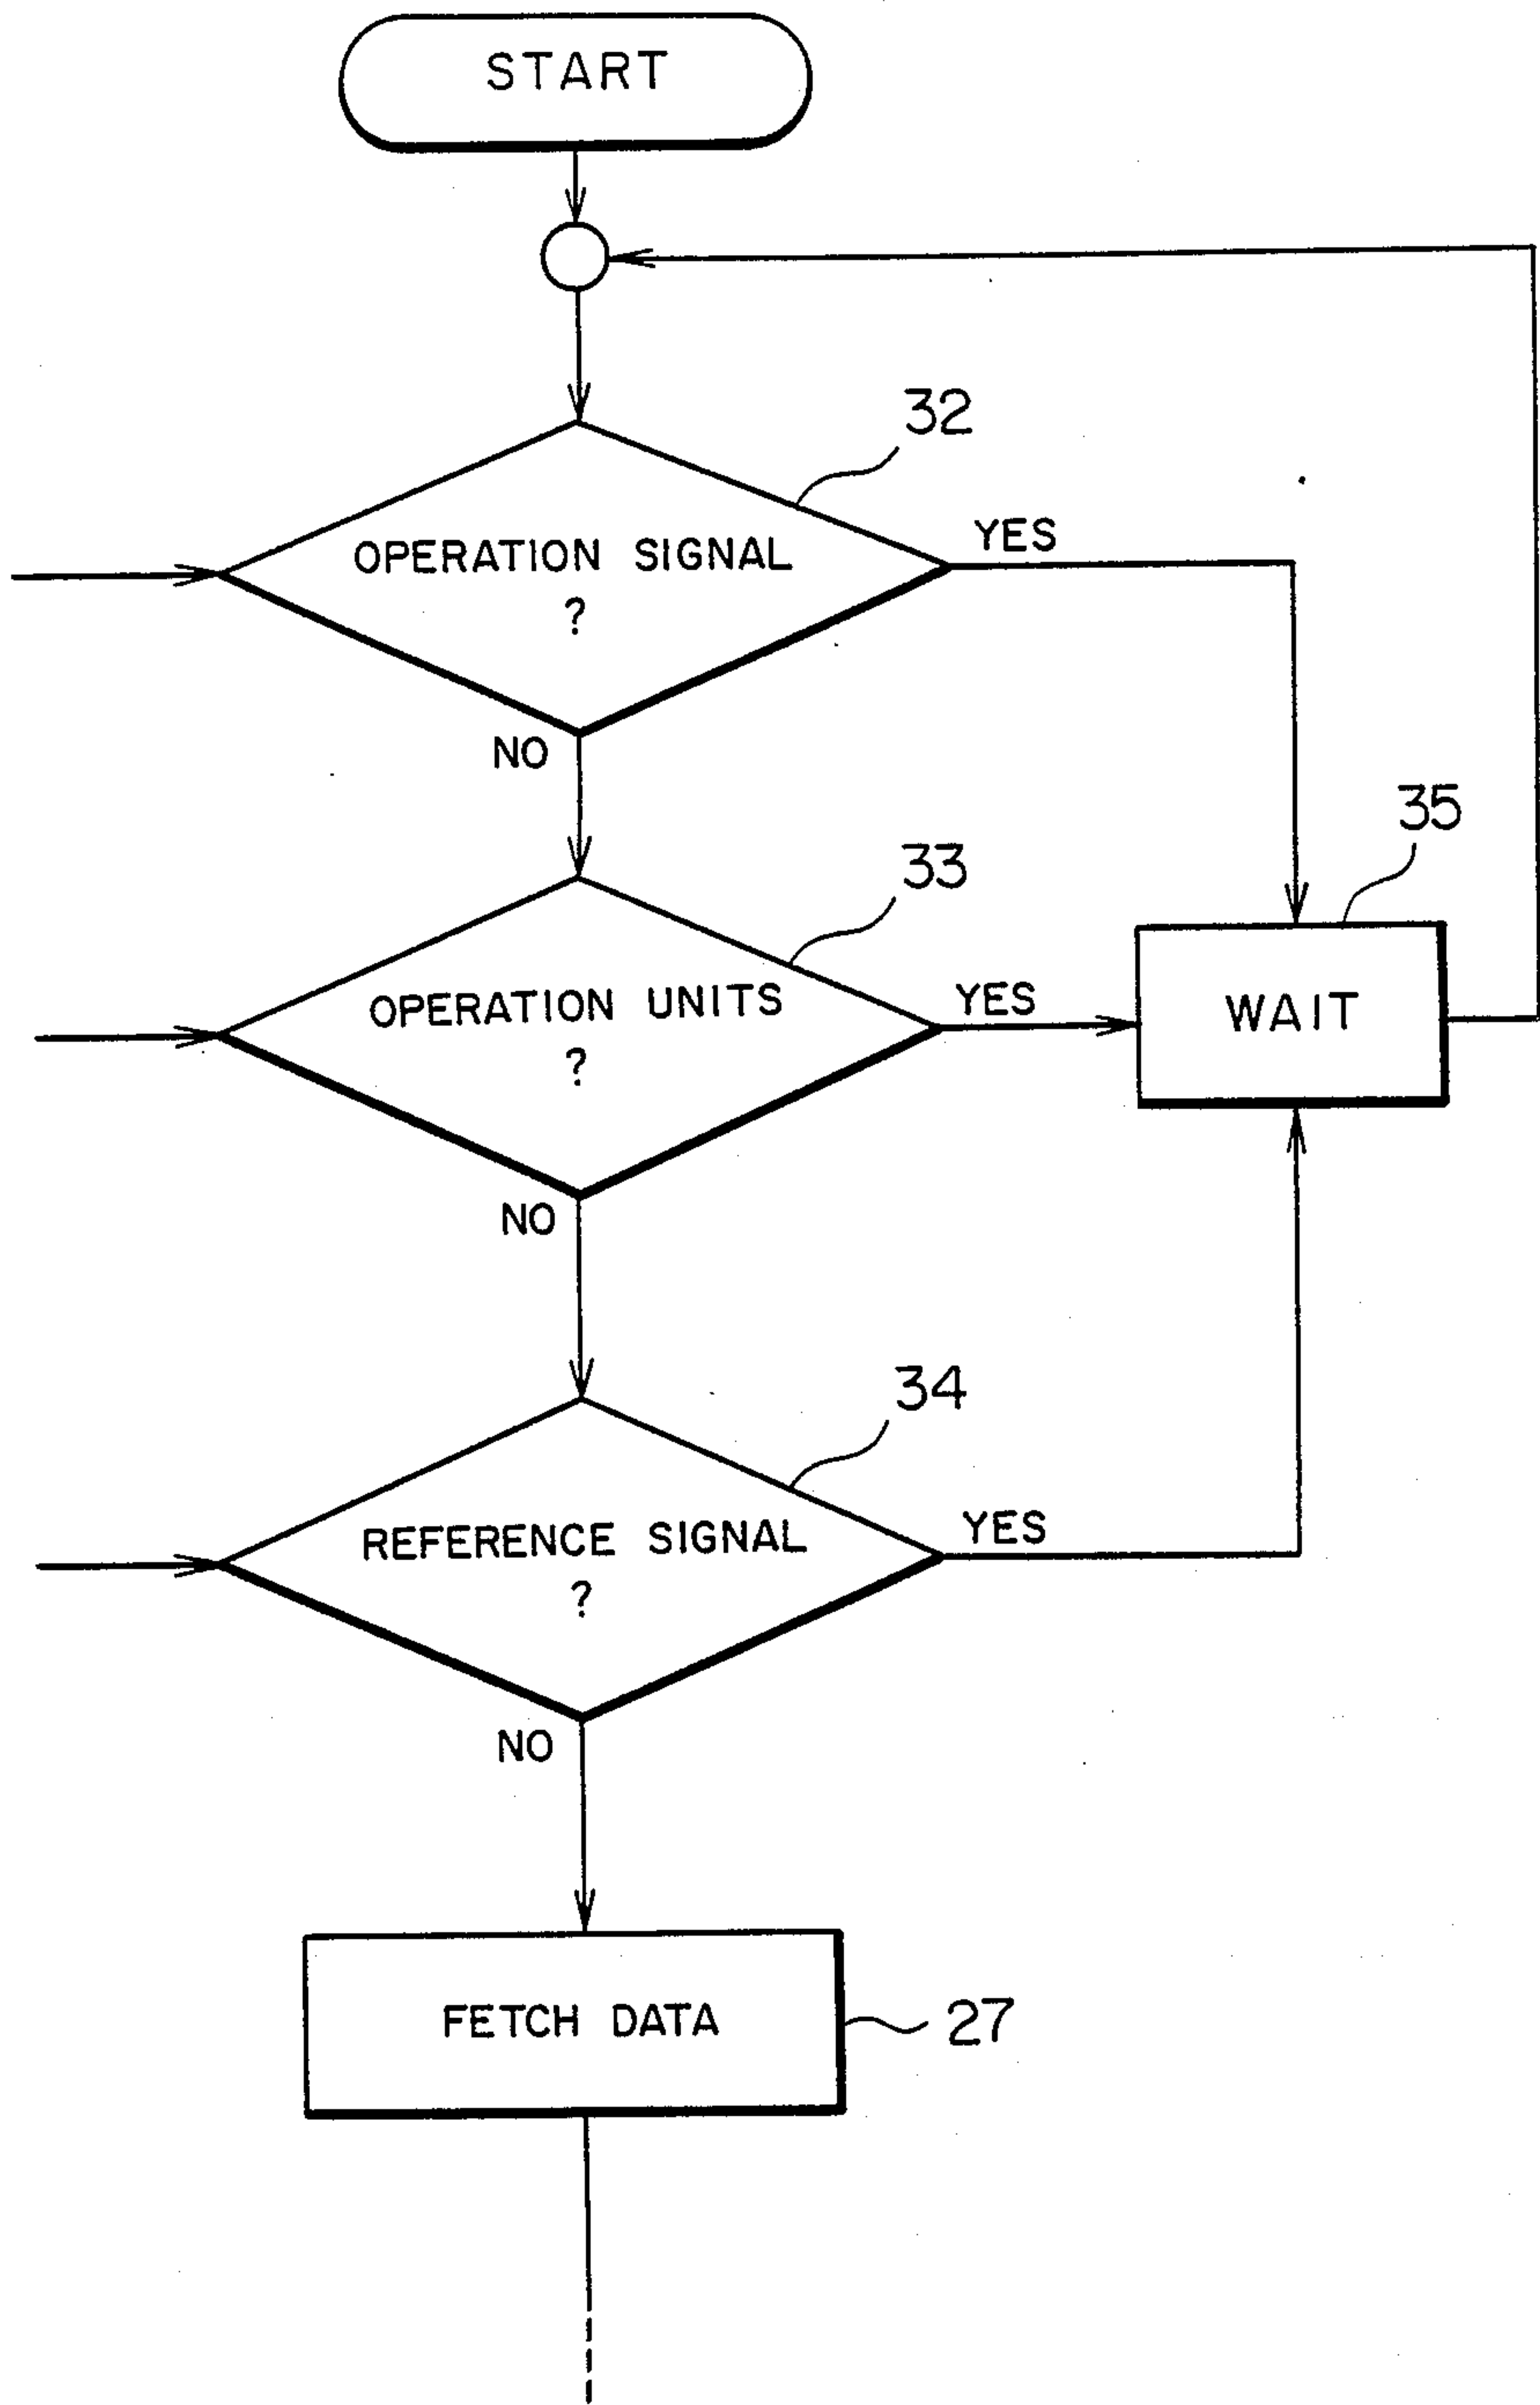 START
32
OPERATION SIGNAL
?
YES
NO
35
33
OPERATION UNITS
?
YES
WAIT
NO
34
REFERENCE SIGNAL
?
YES
NO
FETCH DATA
27